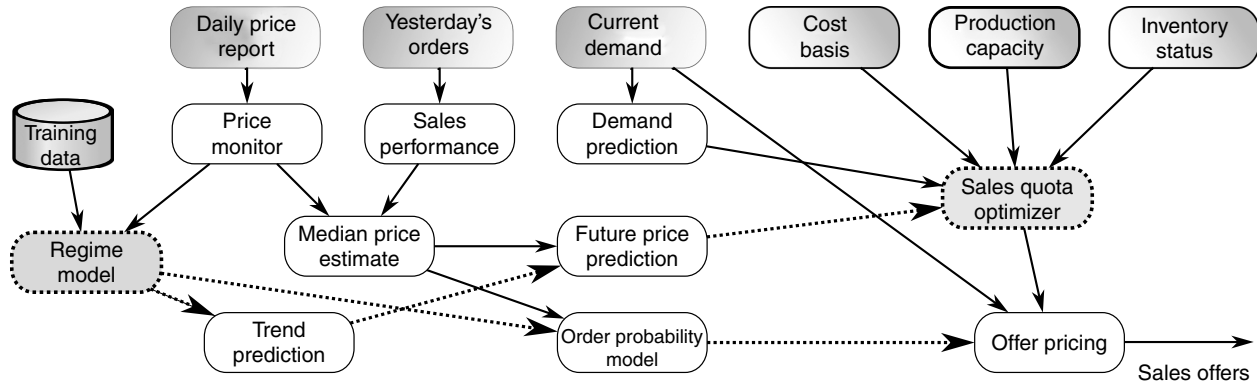 Daily price
report
Yesterday's
orders
Current
demand
Cost
basis
Production
capacity
Inventory
status
Training
data
Price
monitor
Sales
performance
Demand
prediction
Sales quota
optimizer
Regime
model
Median price
estimate
Future price
prediction
Trend
prediction
Order probability
model
Offer pricing
Sales offers